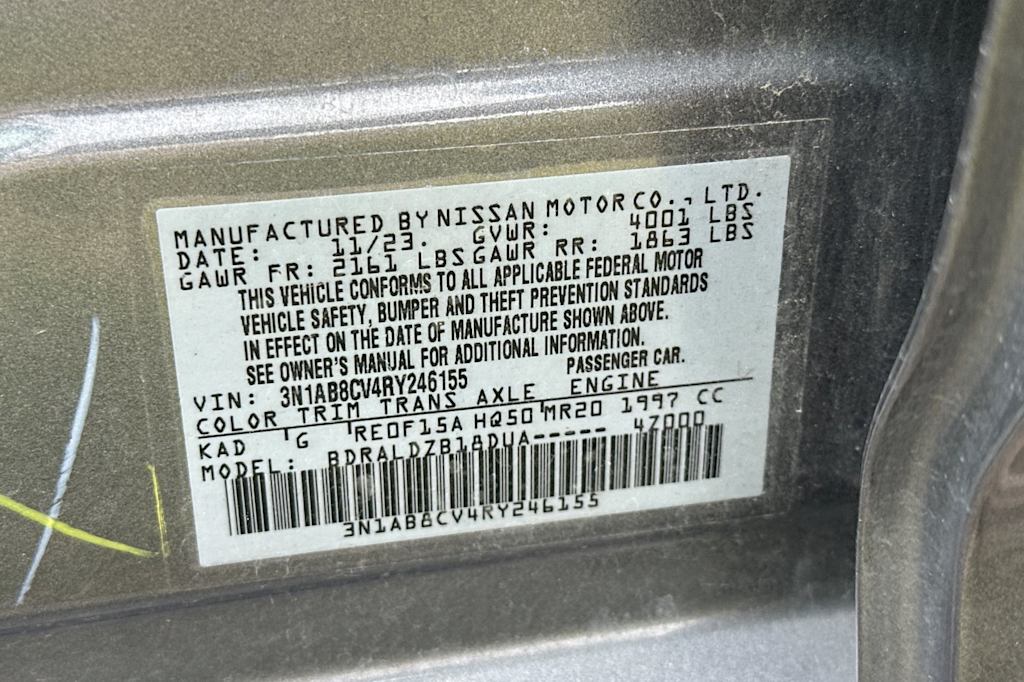 MANUFACTURED BY NISSAN MOTOR CO., LTD.
DATE: 11/23. GVWR: 4001 LBS
GAWR FR: 2161 LBS GAWR RR: 1863 LBS
THIS VEHICLE CONFORMS TO ALL APPLICABLE FEDERAL MOTOR
VEHICLE SAFETY, BUMPER AND THEFT PREVENTION STANDARDS
IN EFFECT ON THE DATE OF MANUFACTURE SHOWN ABOVE.
SEE OWNER'S MANUAL FOR ADDITIONAL INFORMATION.
VIN: 3N1AB8CV4RY246155 PASSENGER CAR.
COLOR TRIM TRANS AXLE ENGINE
KAD G RE0F15A HQ50 MR20 1997 CC
MODEL: BDRALDZB18DUA----- 47000
3N1AB8CV4RY246155